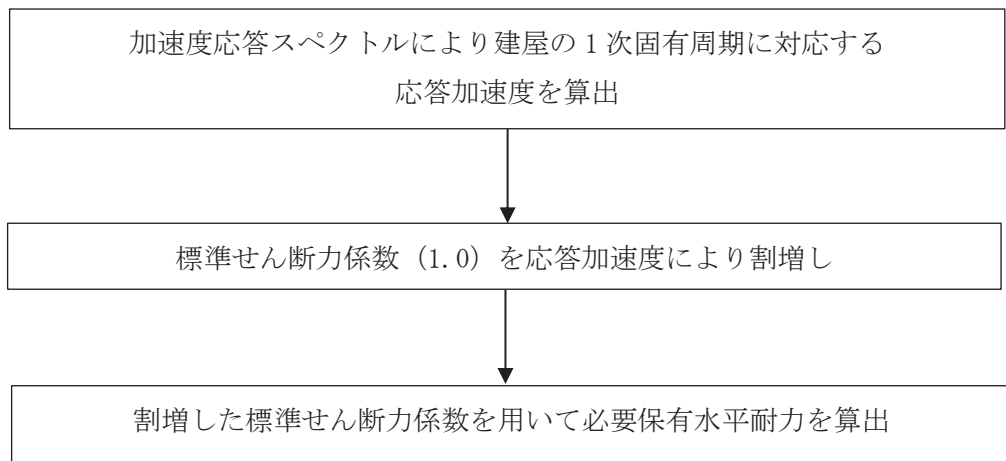 加速度応答スペクトルにより建屋の 1 次固有周期に対応する
応答加速度を算出
標準せん断力係数（1.0）を応答加速度により割増し
割増した標準せん断力係数を用いて必要保有水平耐力を算出